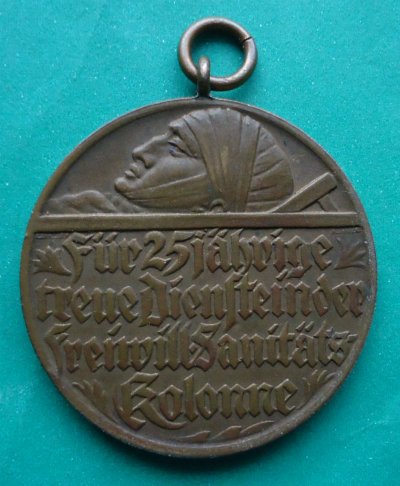 Für 25 jährige
treue Dienste in der
Freiwill. Sanitäts-
Kolonne